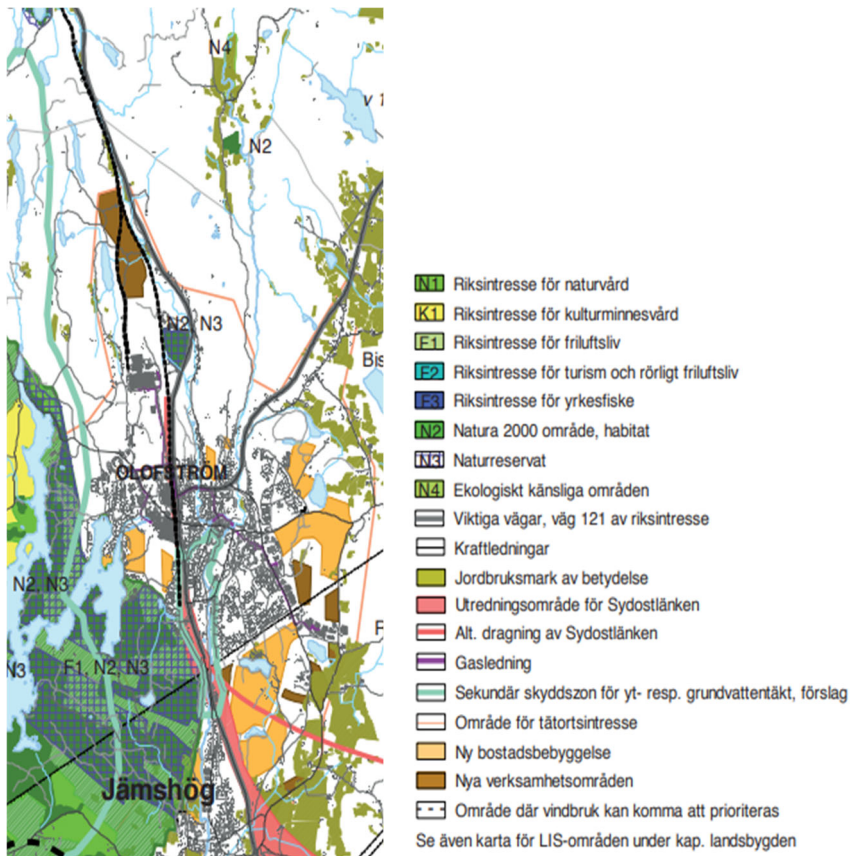 N4
v 1
N2
N2, N3
Bis
OLOFSTRÖM
N2, N3
F
N3
F1, N2, N3
Jämshög
N1 Riksintresse för naturvård
K1 Riksintresse för kulturminnesvård
F1 Riksintresse för friluftsliv
F2 Riksintresse för turism och rörligt friluftsliv
F3 Riksintresse för yrkesfiske
N2 Natura 2000 område, habitat
N3 Naturreservat
N4 Ekologiskt känsliga områden
Viktiga vägar, väg 121 av riksintresse
Kraftledningar
Jordbruksmark av betydelse
Utredningsområde för Sydostlänken
Alt. dragning av Sydostlänken
Gasledning
Sekundär skyddszon för yt- resp. grundvattentäkt, förslag
Område för tätortsintresse
Ny bostadsbebyggelse
Nya verksamhetsområden
Område där vindbruk kan komma att prioriteras
Se även karta för LIS-områden under kap. landsbygden